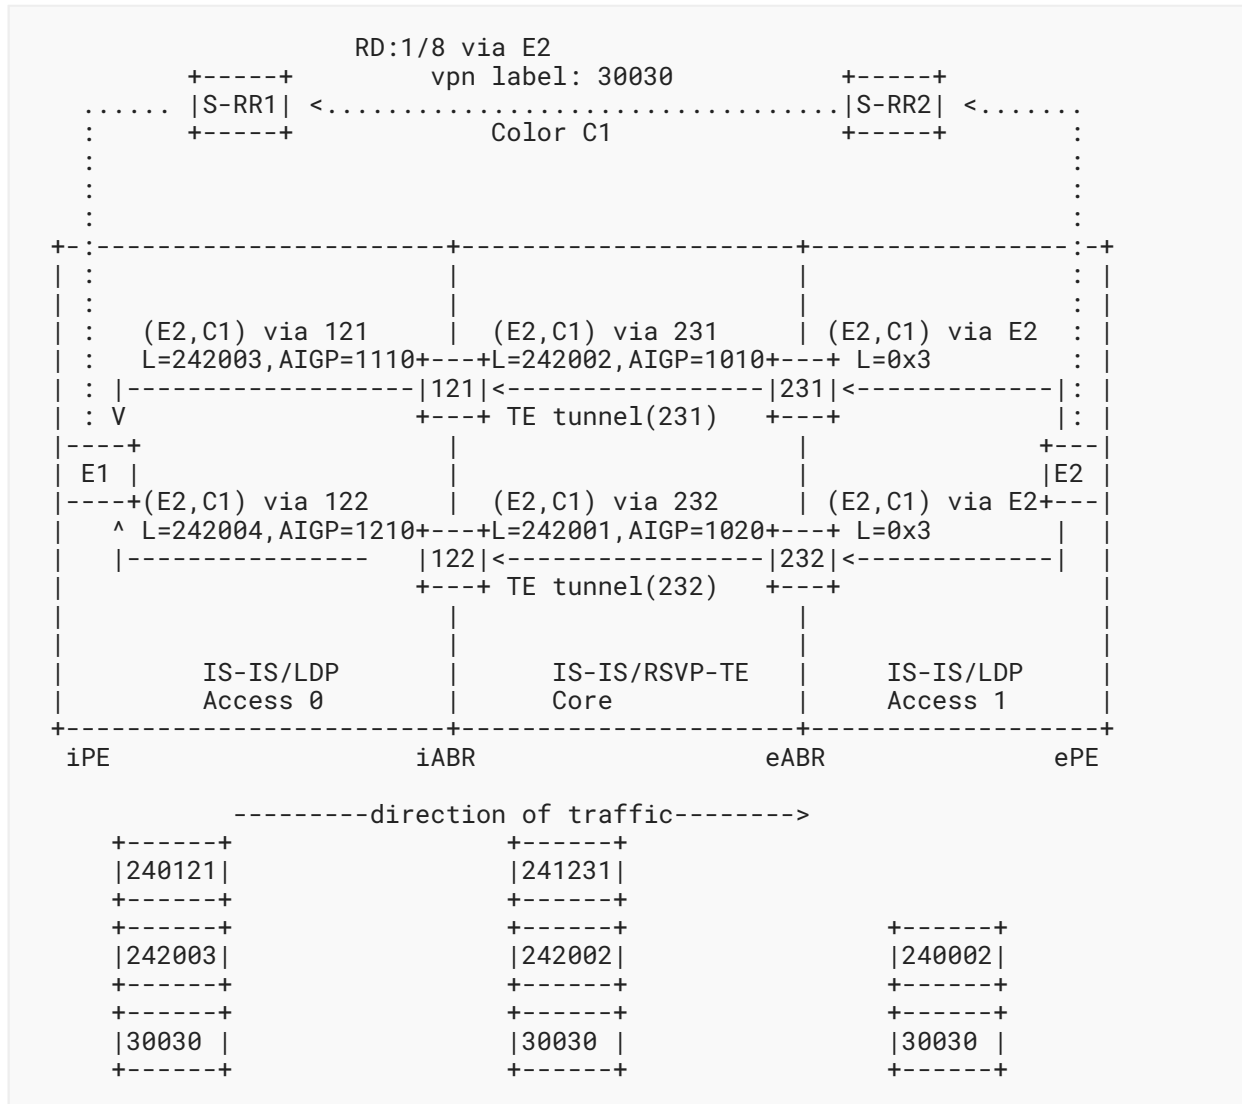 RD:1/8 via E2
+-----+         vpn label: 30030           +-----+
...... |S-RR1| <..................................|S-RR2| <.......
:      +-----+             Color C1               +-----+        :
:                                                                :
:                                                                :
:                                                                :
+-:-----------------------+----------------------+-----------------:-+
| :                       |                      |                 : |
| :                       |                      |                 : |
| :   (E2,C1) via 121     |  (E2,C1) via 231     | (E2,C1) via E2  : |
| :   L=242003,AIGP=1110+---+L=242002,AIGP=1010+---+ L=0x3         : |
| : |-------------------|121|<-----------------|231|<-------------|: |
| : V                   +---+ TE tunnel(231)   +---+              |: |
|----+                    |                      |               +---|
| E1 |                    |                      |               |E2 |
|----+(E2,C1) via 122     |  (E2,C1) via 232     | (E2,C1) via E2+---|
|   ^ L=242004,AIGP=1210+---+L=242001,AIGP=1020+---+ L=0x3        |  |
|   |----------------   |122|<-----------------|232|<-------------|  |
|                       +---+ TE tunnel(232)   +---+                 |
|                         |                      |                   |
|                         |                      |                   |
|         IS-IS/LDP       |      IS-IS/RSVP-TE   |     IS-IS/LDP     |
|         Access 0        |      Core            |     Access 1      |
+-------------------------+----------------------+-------------------+
iPE                    iABR                   eABR               ePE
---------direction of traffic-------->
+------+                  +------+
|240121|                  |241231|
+------+                  +------+
+------+                  +------+                 +------+
|242003|                  |242002|                 |240002|
+------+                  +------+                 +------+
+------+                  +------+                 +------+
|30030 |                  |30030 |                 |30030 |
+------+                  +------+                 +------+